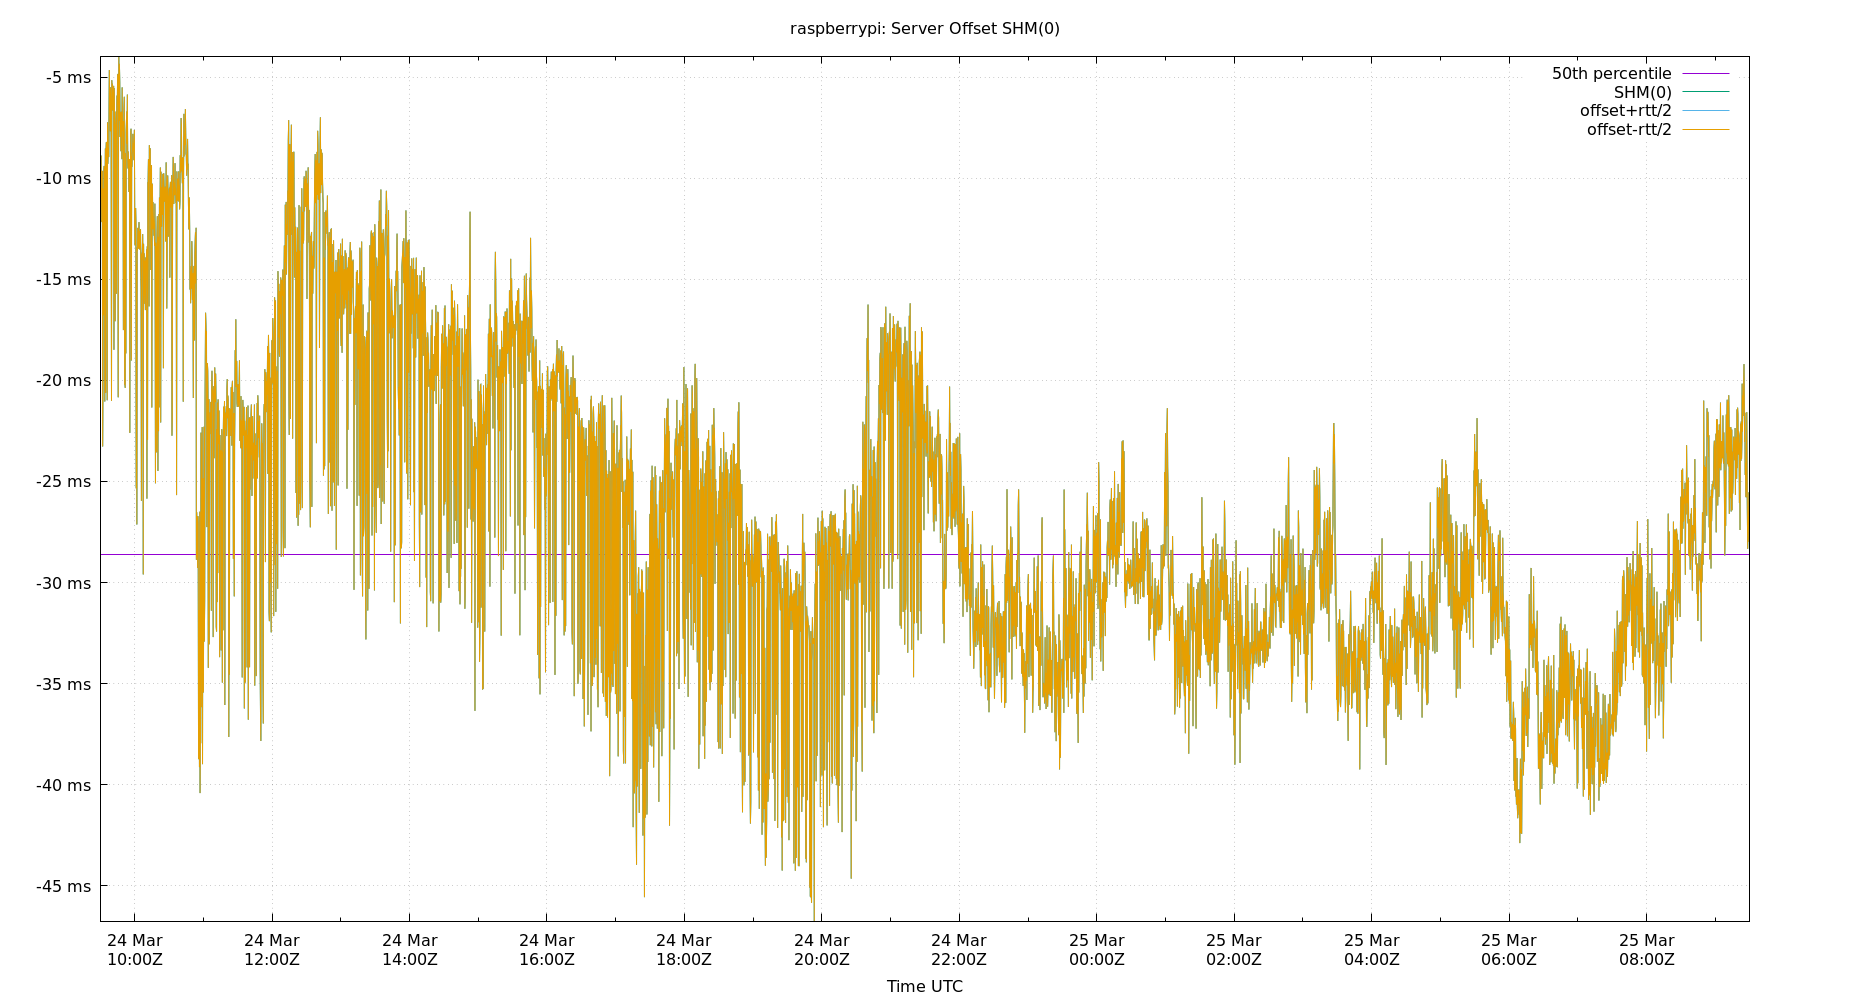 raspberrypi: Server Offset SHM(0)
50th percentile
SHM(0)
offset+rtt/2
offset-rtt/2
-5 ms
-10 ms
-15 ms
-20 ms
-25 ms
-30 ms
-35 ms
-40 ms
-45 ms
24 Mar 24 Mar 24 Mar 24 Mar 24 Mar 24 Mar 24 Mar 25 Mar 25 Mar 25 Mar 25 Mar 25 Mar
10:00Z 12:00Z 14:00Z 16:00Z 18:00Z 20:00Z 22:00Z 00:00Z 02:00Z 04:00Z 06:00Z 08:00Z
Time UTC